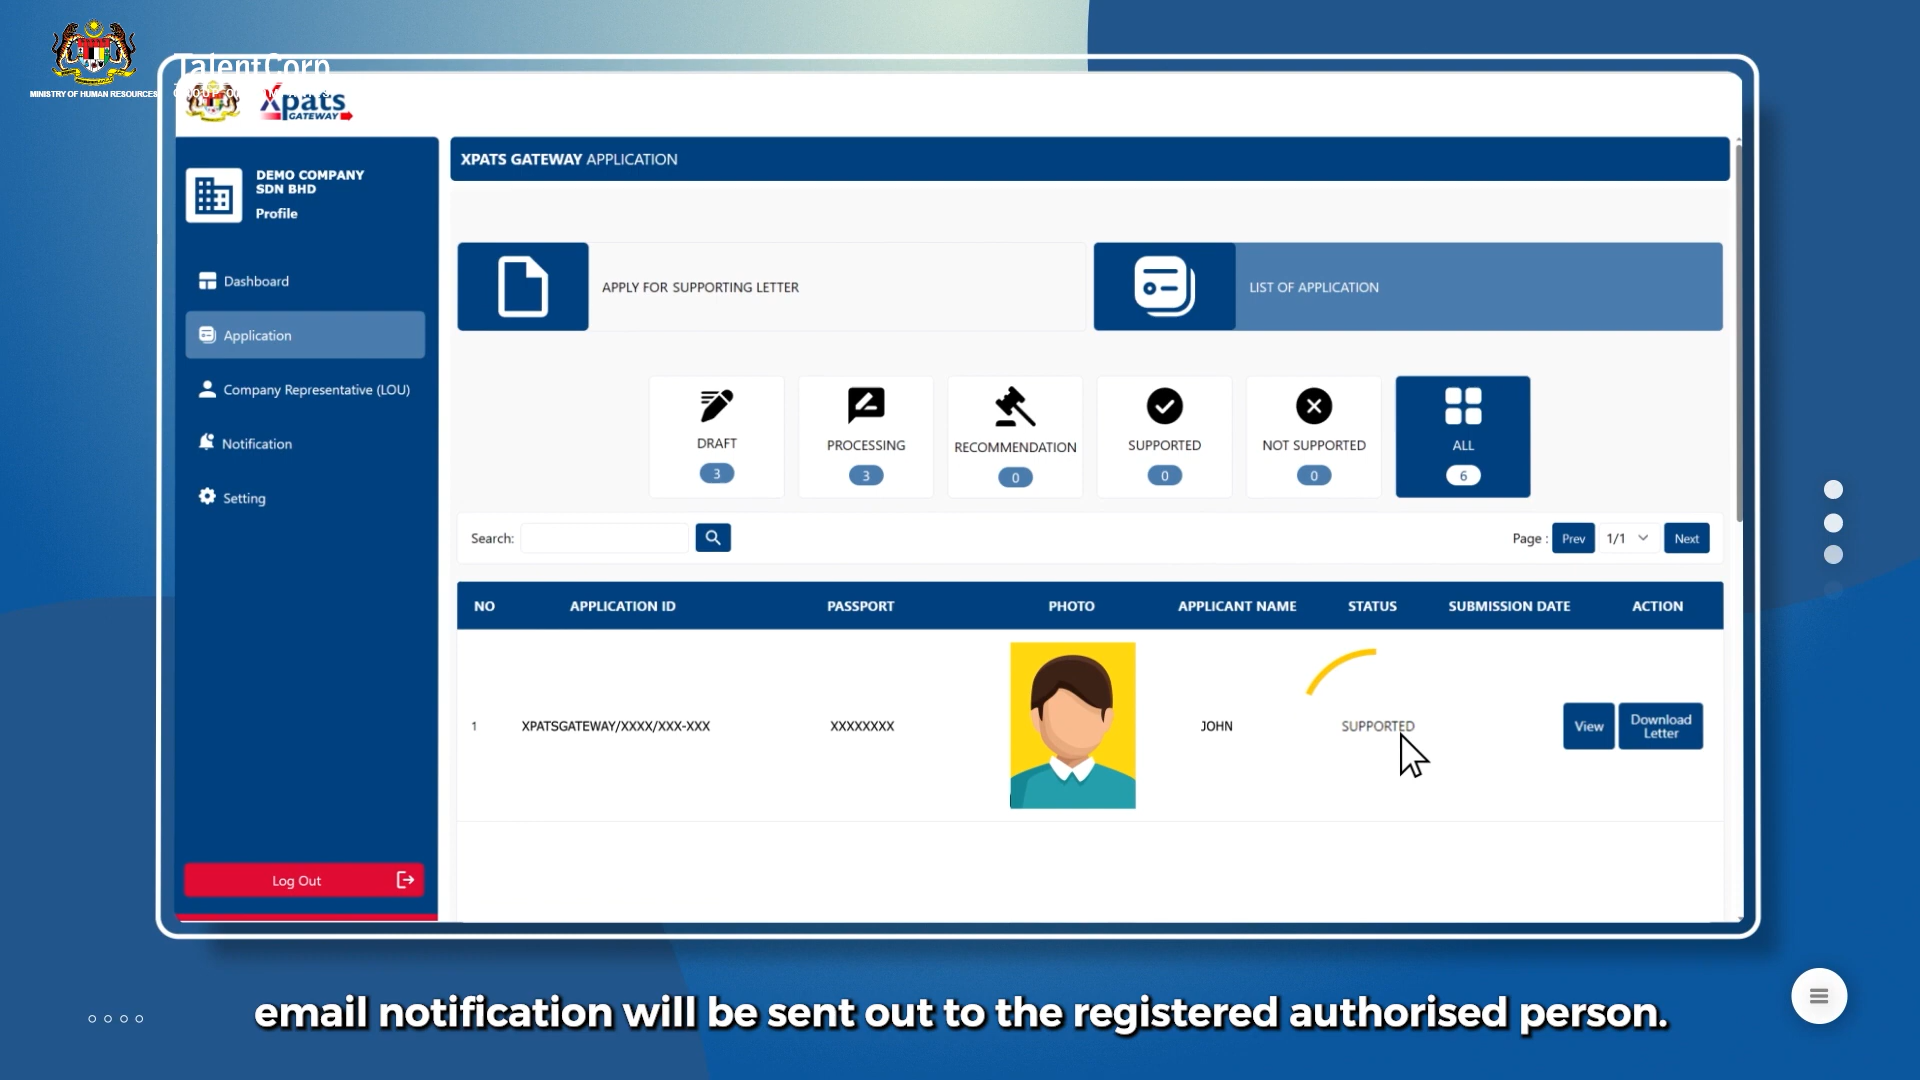 MINISTRY OF HUMAN RESOURCES
TalentCorp
Xpats
GATEWAY
DEMO COMPANY
SDN BHD
Profile
Dashboard
Application
Company Representative (LOU)
Notification
Setting
Log Out
XPATS GATEWAY APPLICATION
APPLY FOR SUPPORTING LETTER
LIST OF APPLICATION
DRAFT
3
PROCESSING
3
RECOMMENDATION
0
SUPPORTED
0
NOT SUPPORTED
0
ALL
6
Search:
Page : Prev 1/1 Next
NO APPLICATION ID PASSPORT PHOTO APPLICANT NAME STATUS SUBMISSION DATE ACTION
1 XPATSGATEWAY/XXXX/XXX-XXX XXXXXXXX JOHN SUPPORTED View Download
Letter
email notification will be sent out to the registered authorised person.